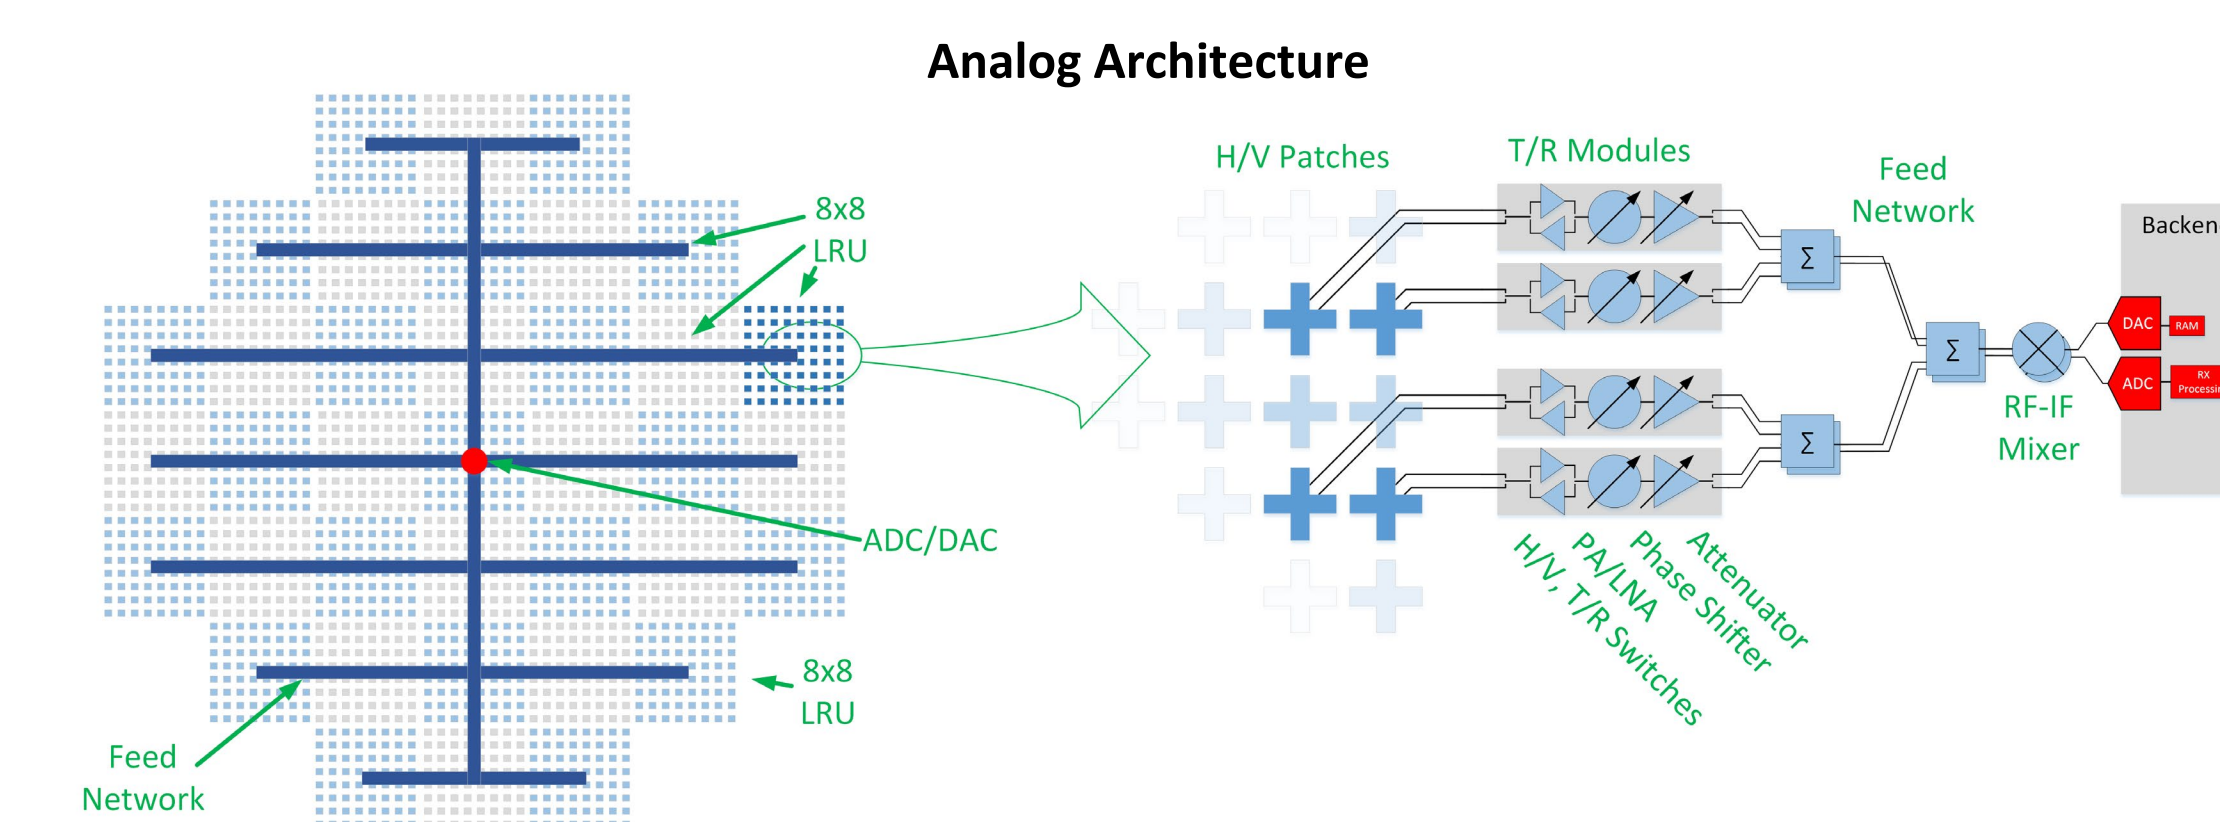 Analog Architecture
8x8
LRU
ADC/DAC
8x8
LRU
Feed
Network
H/V Patches
T/R Modules
Feed
Network
Σ
Σ
Σ
RF-IF
Mixer
H/V, T/R Switches
PA/LNA
Phase Shifter
Attenuator
Backen
DAC
RAM
ADC
RX
Processin